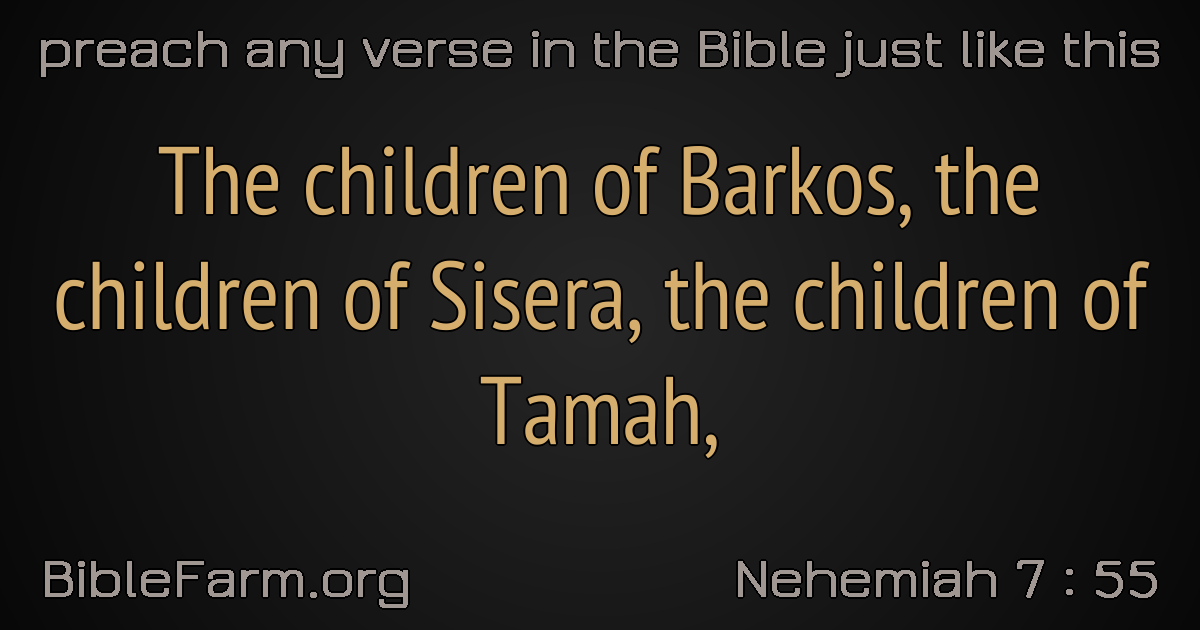 preach any verse in the Bible just like this
The children of Barkos, the
children of Sisera, the children of
Tamah,
BibleFarm.org
Nehemiah 7 : 55